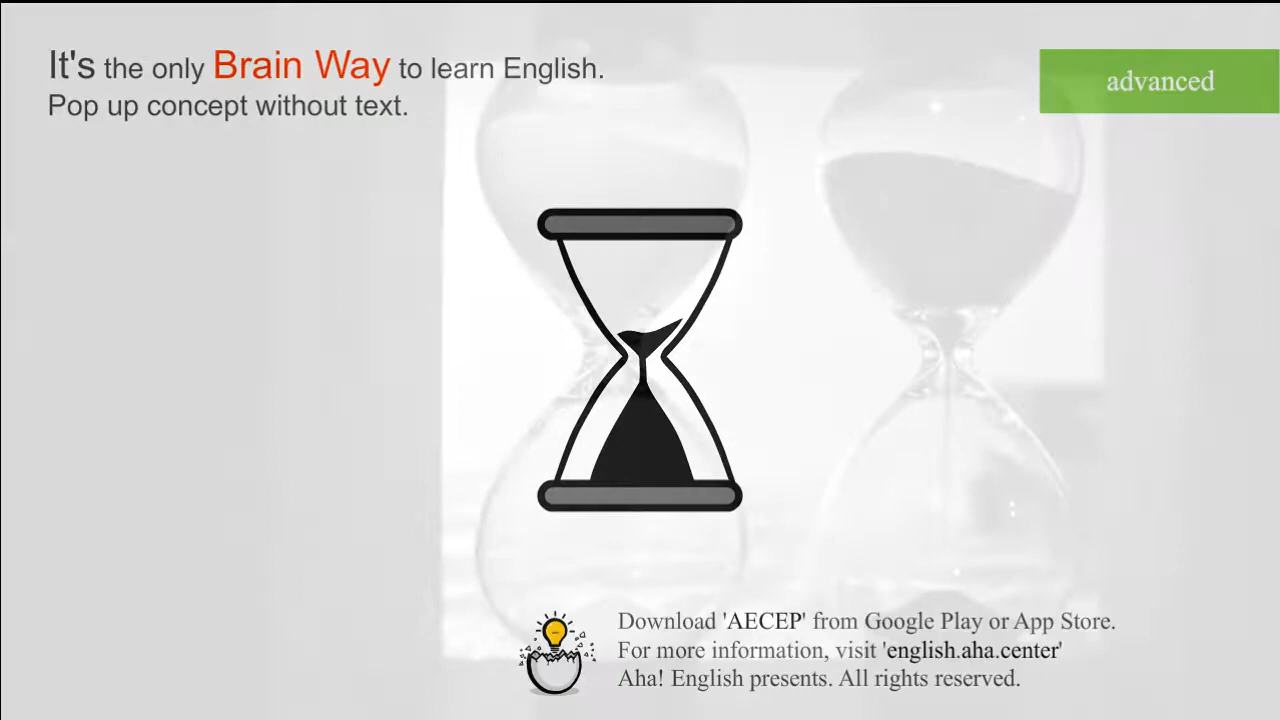 It's the only Brain Way to learn English.
Pop up concept without text.
advanced
Download 'AECEP' from Google Play or App Store.
For more information, visit 'english.aha.center'
Aha! English presents. All rights reserved.